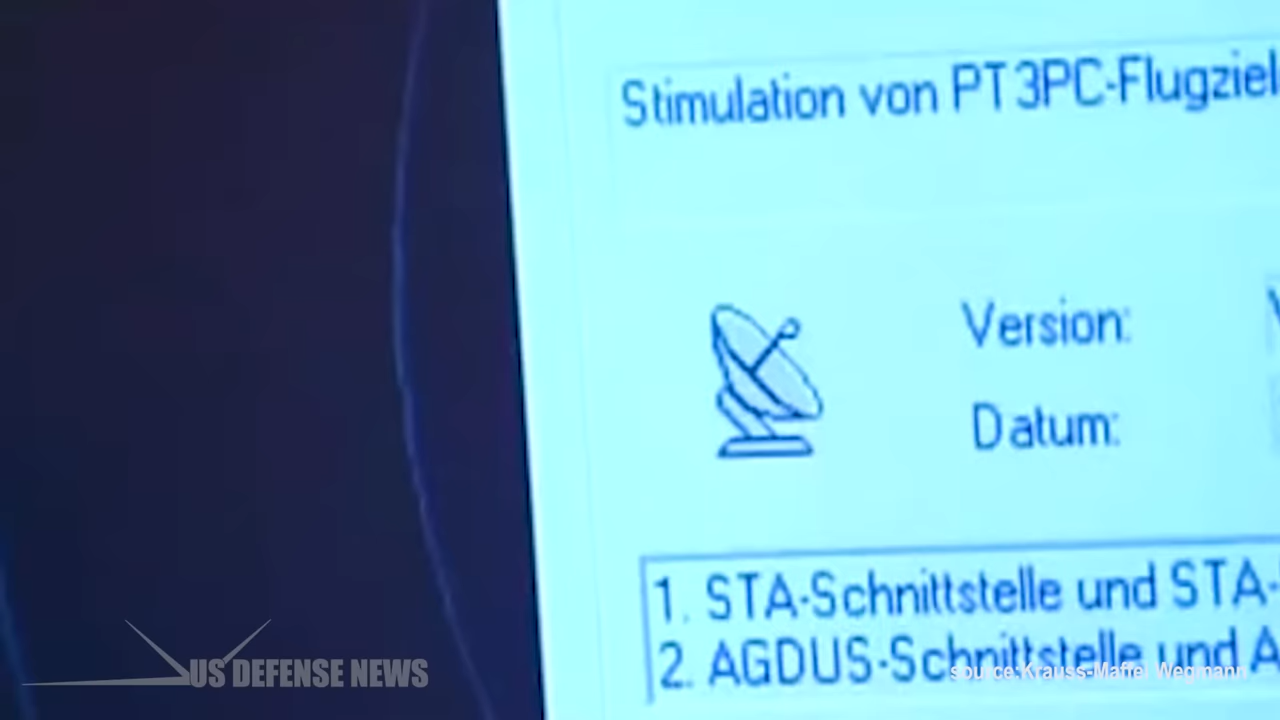 Stimulation von PT3PC-Flugziel
Version:
Datum:
1. STA-Schnittstelle und STA-
2. AGDUS-Schnittstelle und A
US DEFENSE NEWS
source:Krauss-Maffei Wegmann